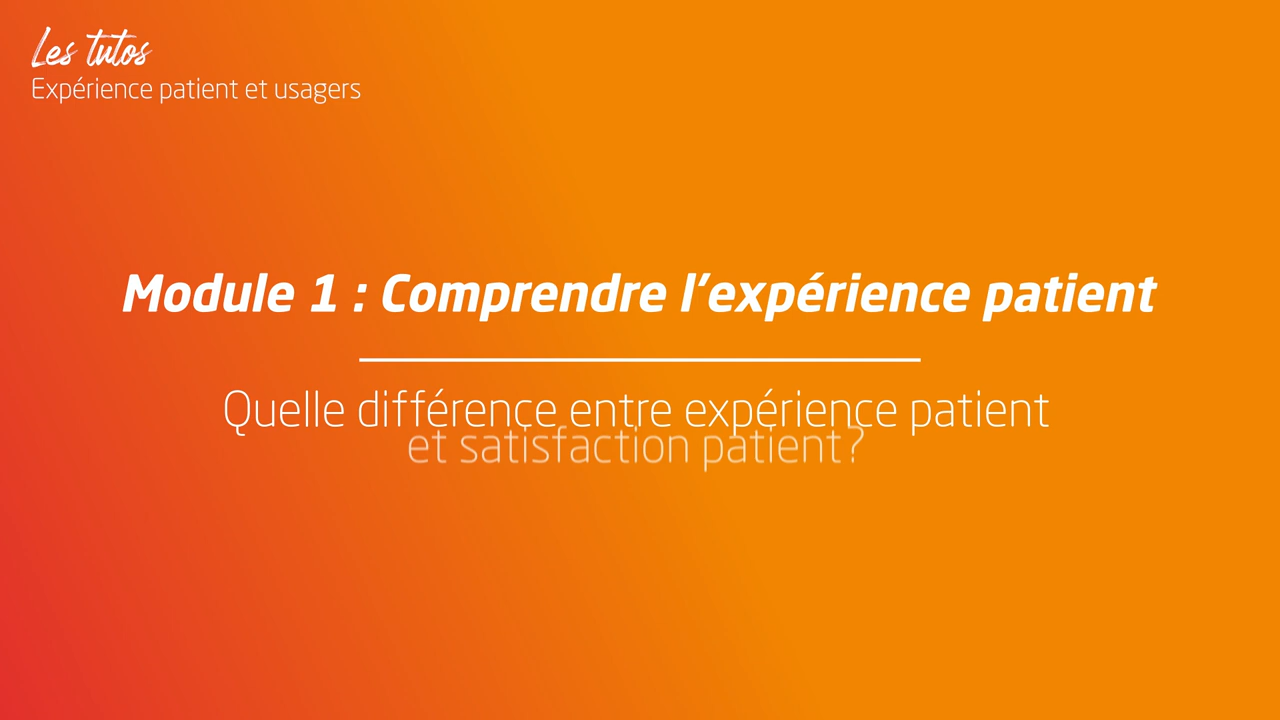 Les tutos
Expérience patient et usagers
Module 1 : Comprendre l'expérience patient
Quelle différence entre expérience patient
et satisfaction patient?